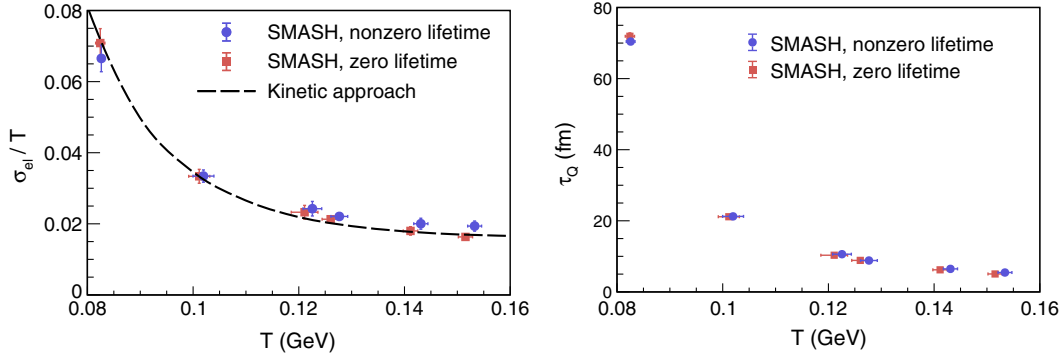 0.08
0.06
0.04
0.02
0
σel / T
SMASH, nonzero lifetime
SMASH, zero lifetime
Kinetic approach
0.08
0.1
0.12
0.14
0.16
T (GeV)
80
60
40
20
0
τQ (fm)
SMASH, nonzero lifetime
SMASH, zero lifetime
0.08
0.1
0.12
0.14
0.16
T (GeV)